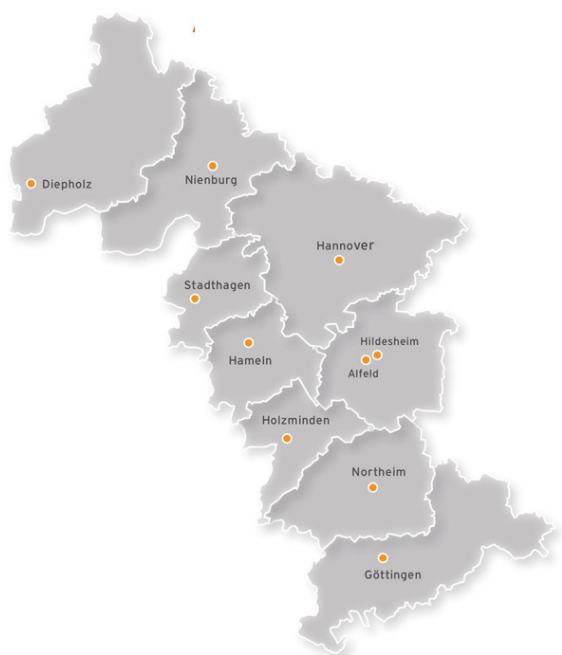 Diepholz
Nienburg
Hannover
Stadthagen
Hildesheim
Hameln
Alfeld
Holzminden
Northeim
Göttingen